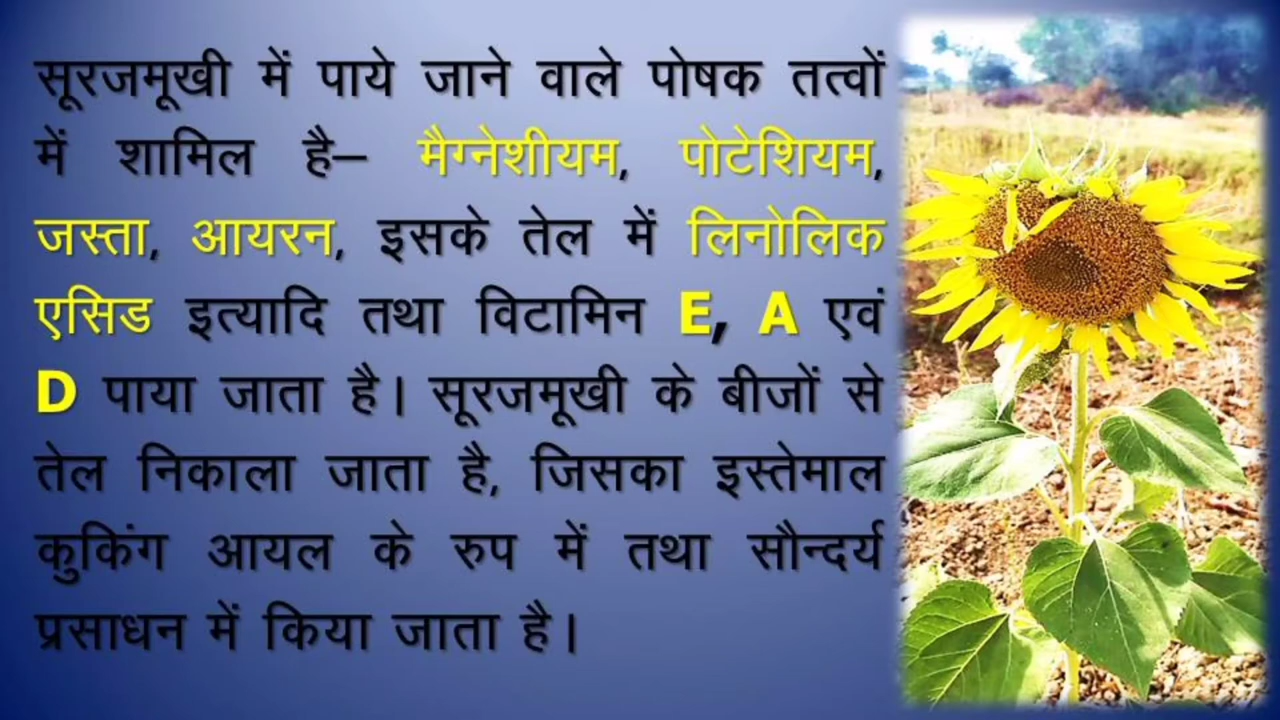 सूरजमूखी में पाये जाने वाले पोषक तत्वों
में शामिल है– मैग्नेशीयम, पोटेशियम,
जस्ता, आयरन, इसके तेल में लिनोलिक
एसिड इत्यादि तथा विटामिन E, A एवं
D पाया जाता है। सूरजमूखी के बीजों से
तेल निकाला जाता है, जिसका इस्तेमाल
कुकिंग आयल के रुप में तथा सौन्दर्य
प्रसाधन में किया जाता है।